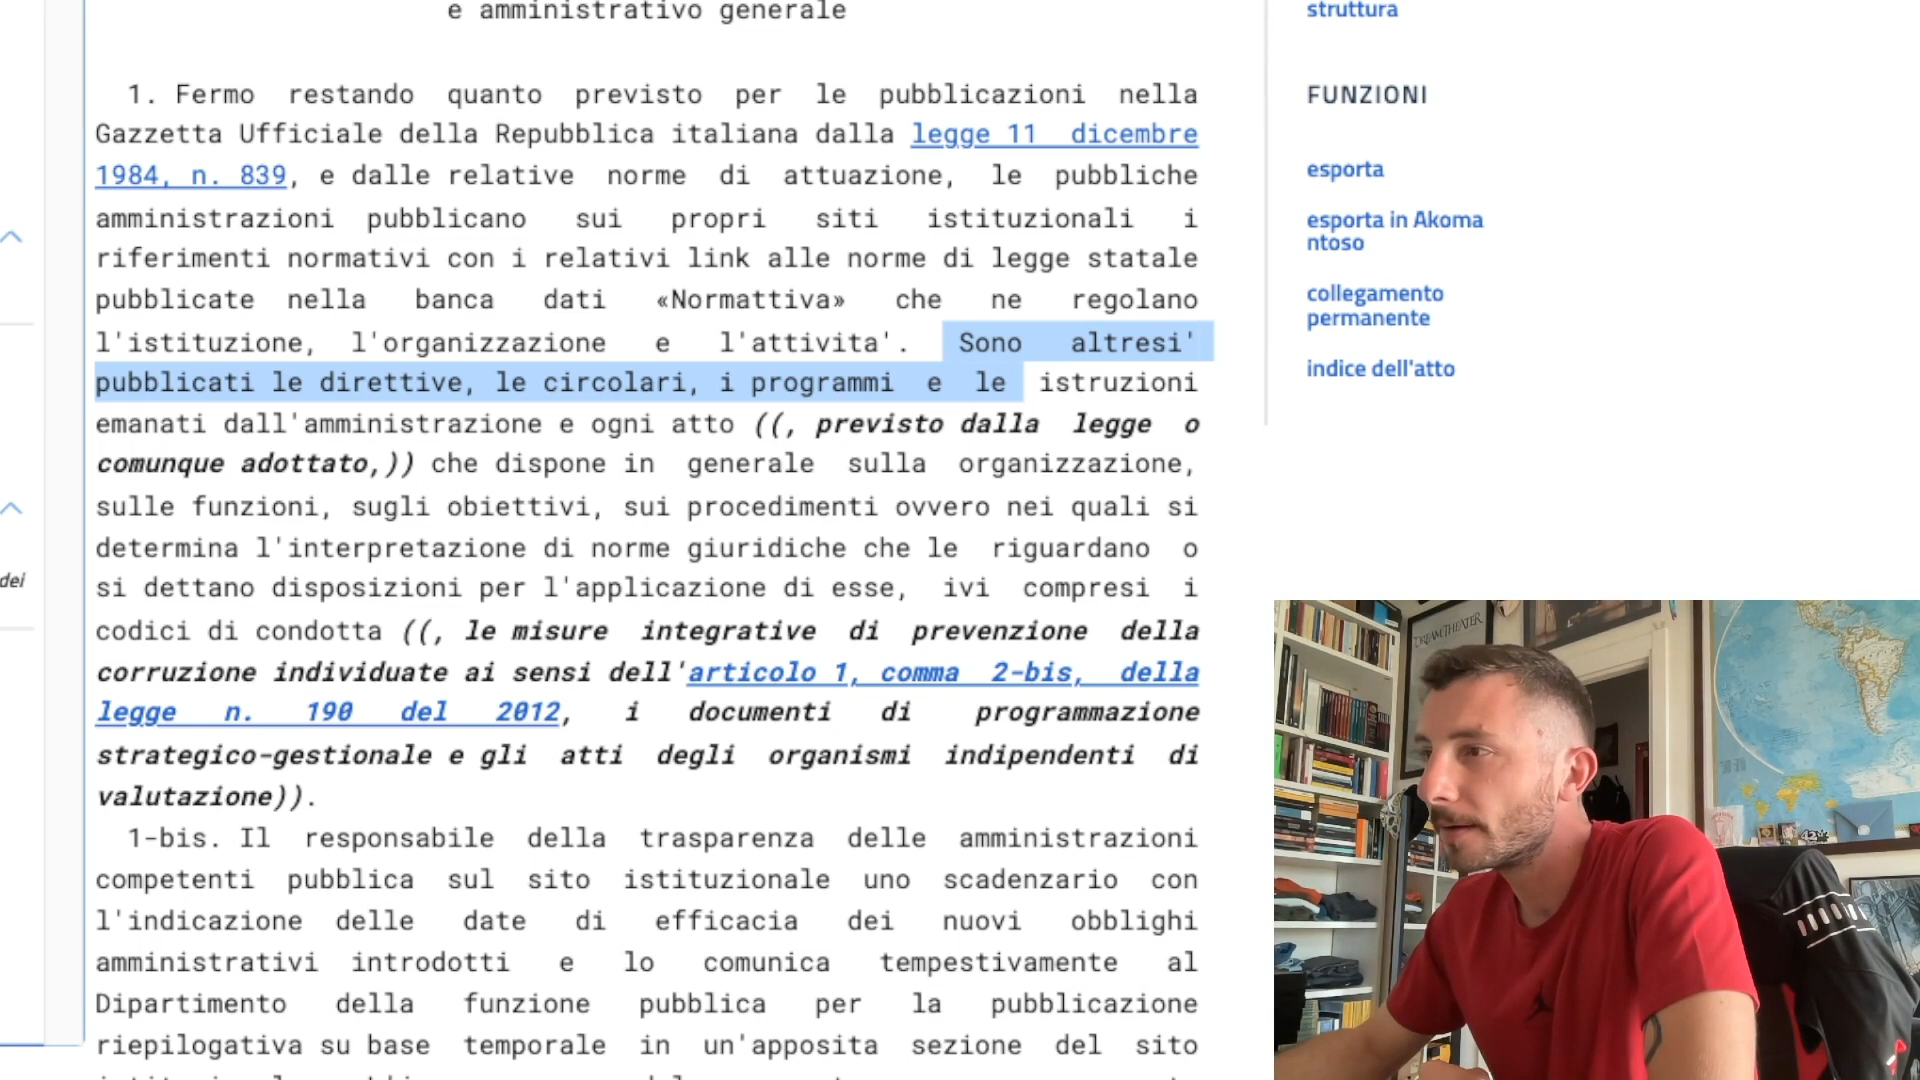 e amministrativo generale
1. Fermo restando quanto previsto per le pubblicazioni nella
Gazzetta Ufficiale della Repubblica italiana dalla legge 11 dicembre
1984, n. 839, e dalle relative norme di attuazione, le pubbliche
amministrazioni pubblicano sui propri siti istituzionali i
riferimenti normativi con i relativi link alle norme di legge statale
pubblicate nella banca dati «Normattiva» che ne regolano
l'istituzione, l'organizzazione e l'attivita'. Sono altresi'
pubblicati le direttive, le circolari, i programmi e le istruzioni
emanati dall'amministrazione e ogni atto ((, previsto dalla legge o
comunque adottato,)) che dispone in generale sulla organizzazione,
sulle funzioni, sugli obiettivi, sui procedimenti ovvero nei quali si
determina l'interpretazione di norme giuridiche che le riguardano o
si dettano disposizioni per l'applicazione di esse, ivi compresi i
codici di condotta ((, le misure integrative di prevenzione della
corruzione individuate ai sensi dell'articolo 1, comma 2-bis, della
legge n. 190 del 2012, i documenti di programmazione
strategico-gestionale e gli atti degli organismi indipendenti di
valutazione)).
1-bis. Il responsabile della trasparenza delle amministrazioni
competenti pubblica sul sito istituzionale uno scadenzario con
l'indicazione delle date di efficacia dei nuovi obblighi
amministrativi introdotti e lo comunica tempestivamente al
Dipartimento della funzione pubblica per la pubblicazione
riepilogativa su base temporale in un'apposita sezione del sito
dei
struttura
FUNZIONI
esporta
esporta in Akoma
ntoso
collegamento
permanente
indice dell'atto
DREAM THEATER